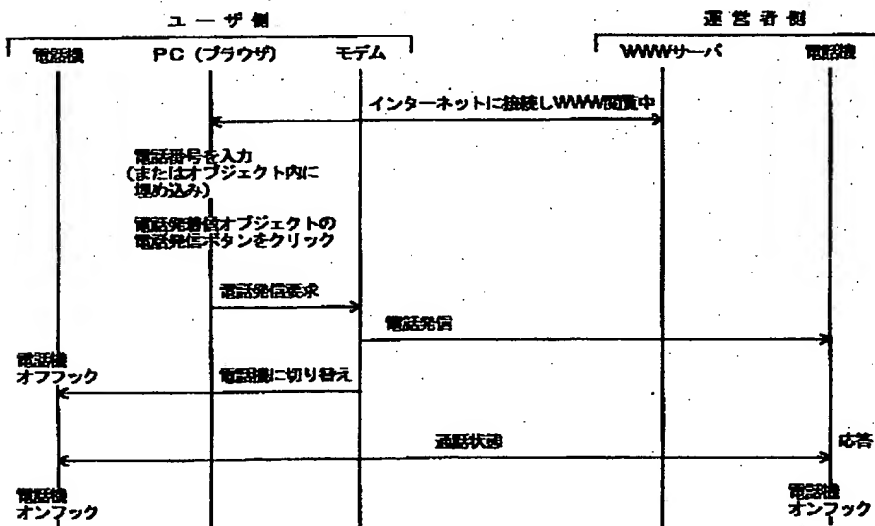 ユーザ側
運営者側
電話機
PC(ブラウザ)
モデム
WWWサーバ
電話機
インターネットに接続しWWW閲覧中
電話番号を入力
(またはオブジェクト内に
埋め込み)
電話発着信オブジェクトの
電話発信ボタンをクリック
電話発信要求
電話発信
電話機
オフフック
電話機に切り替え
通話状態
応答
電話機
オンフック
電話機
オンフック